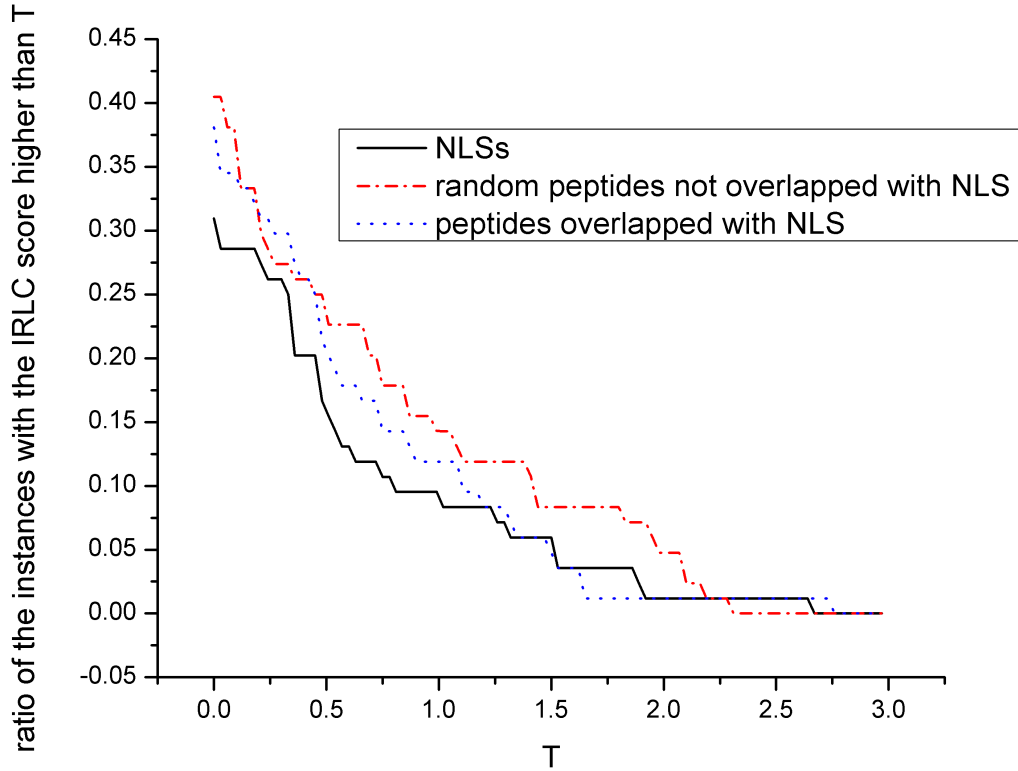 ratio of the instances with the IRLC score higher than T
0.45
0.40
0.35
0.30
0.25
0.20
0.15
0.10
0.05
0.00
-0.05
NLSs
random peptides not overlapped with NLS
peptides overlapped with NLS
0.0 0.5 1.0 1.5 2.0 2.5 3.0
T